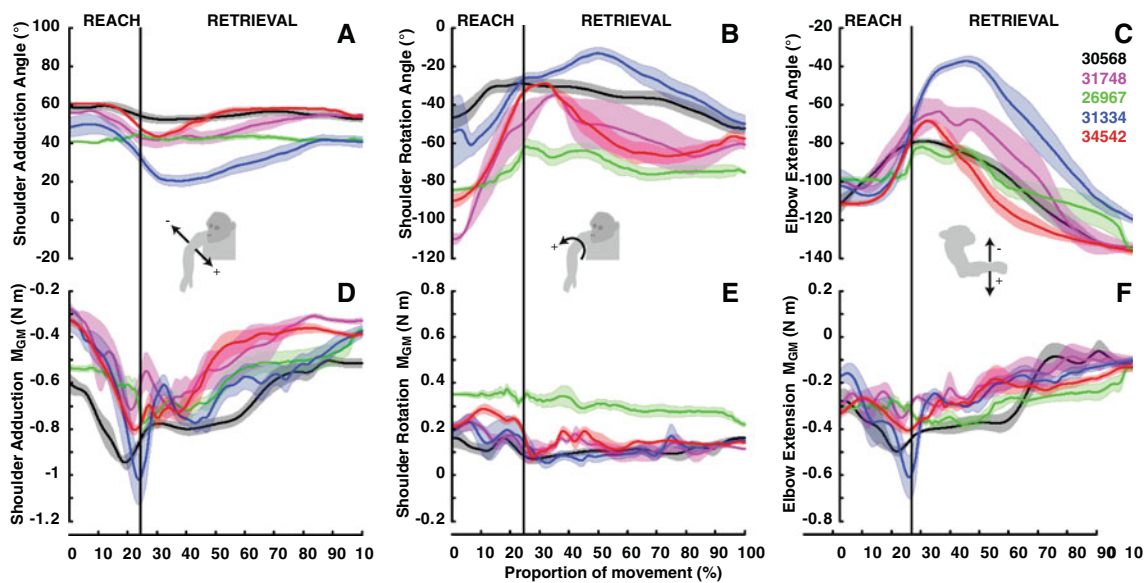 REACH RETRIEVAL
A
Shoulder Adduction Angle (°)
100
80
60
40
20
0
-20
- +
REACH RETRIEVAL
B
Shoulder Rotation Angle (°)
0
-20
-40
-60
-80
-100
-120
+
REACH RETRIEVAL
C
Elbow Extension Angle (°)
-20
-40
-60
-80
-100
-120
-140
30568
31748
26967
31334
34542
-
+
D
Shoulder Adduction MGM (N m)
-0.2
-0.4
-0.6
-0.8
-1
-1.2
0 10 20 30 40 50 60 70 80 90 10
E
Shoulder Rotation MGM (N m)
0.8
0.6
0.4
0.2
0
-0.2
0 10 20 30 40 50 60 70 80 90 100
F
Elbow Extension MGM (N m)
0
-0.2
-0.4
-0.6
-0.8
0 10 20 30 40 50 60 70 80 90 0 10
Proportion of movement (%)